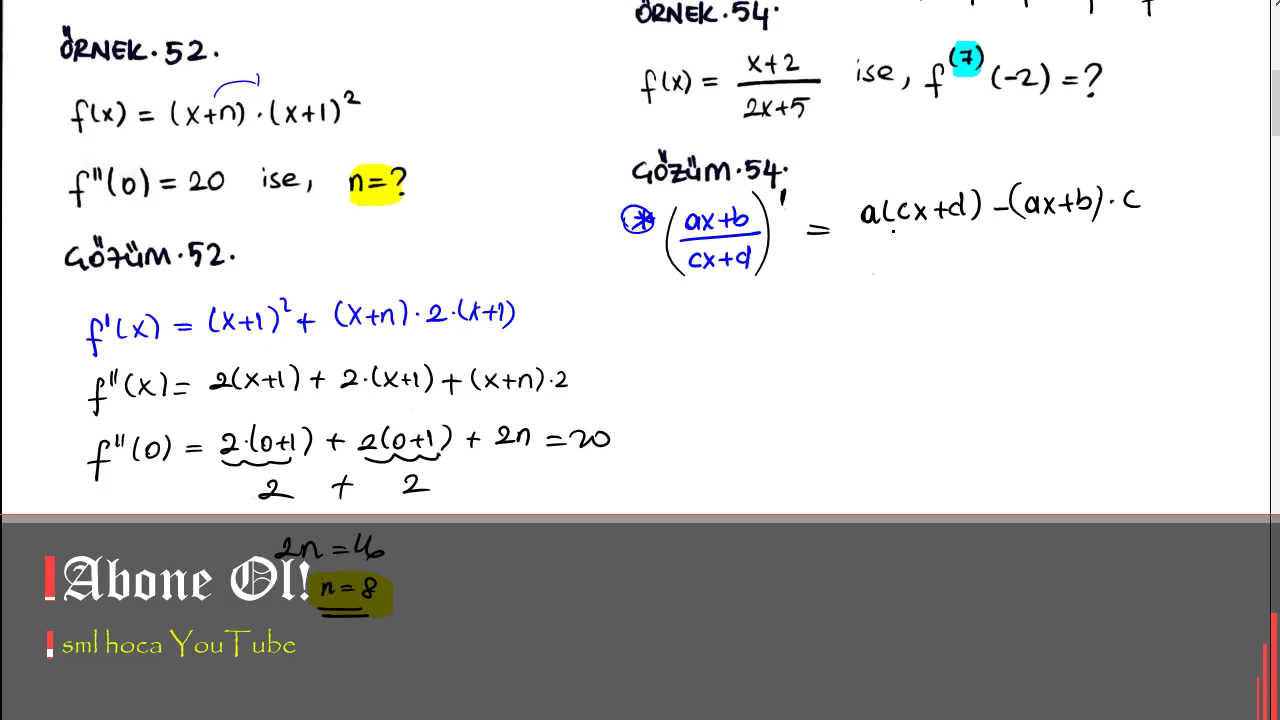 ÖRNEK.52.
f(x) = (x+n)·(x+1)²
f''(0) = 20 ise, n=?
ÇÖZÜM.52.
f'(x) = (x+1)² + (x+n)·2·(x+1)
f''(x) = 2(x+1) + 2·(x+1) + (x+n)·2
f''(0) = 2·(0+1) + 2(0+1) + 2n = 20
2 + 2
2n = 16
n = 8
ÖRNEK.54.
f(x) = (x+2)/(2x+5) ise, f⁽⁷⁾(-2) = ?
ÇÖZÜM.54.
* ((ax+b)/(cx+d))' = a(cx+d) - (ax+b)·c
Abone Ol!
sml hoca YouTube